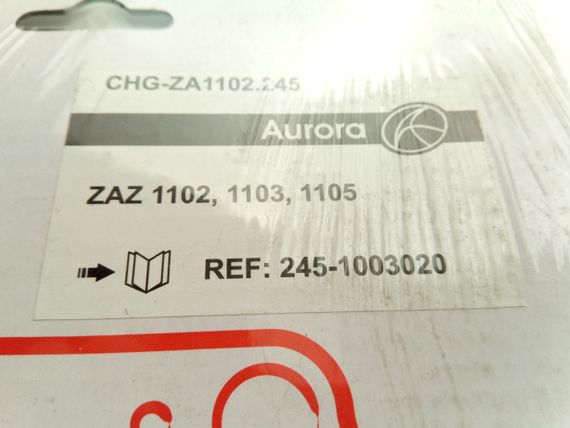 CHG-ZA1102.245
Aurora
ZAZ 1102, 1103, 1105
REF: 245-1003020